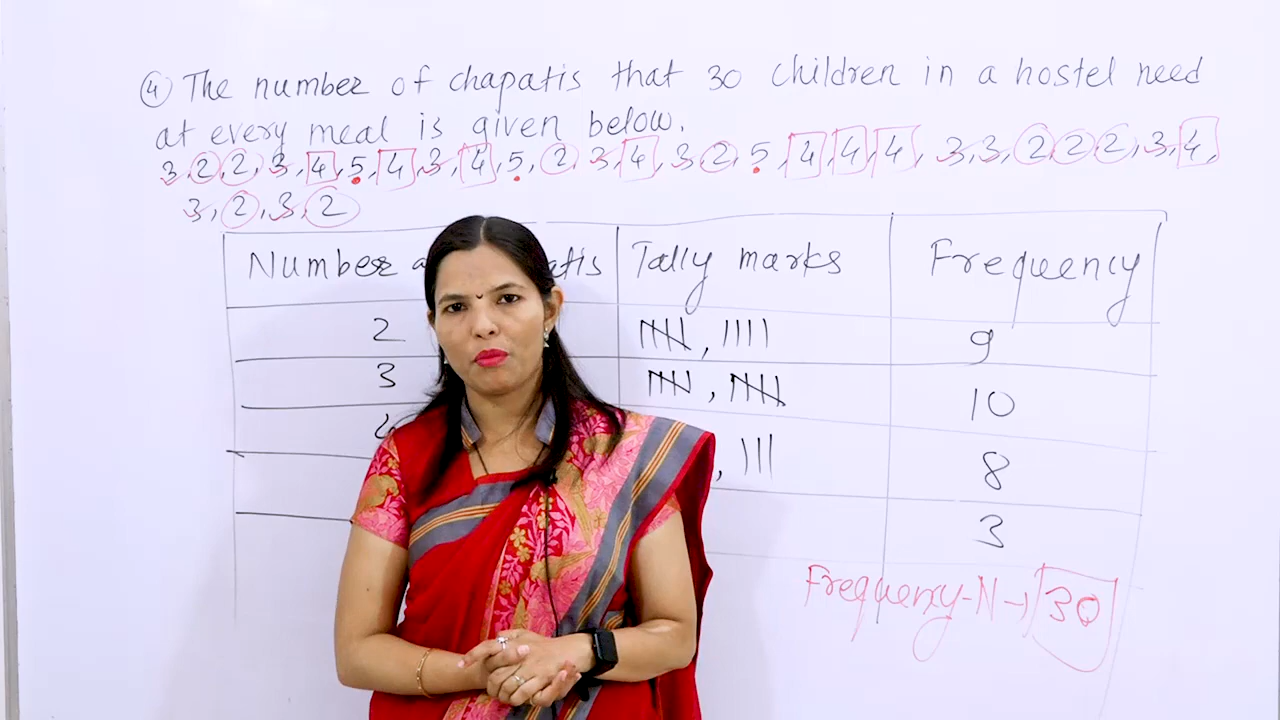 ④ The number of chapatis that 30 children in a hostel need
at every meal is given below.
3, 2, 2, 3, 4, 5, 4, 3, 4, 5, 2, 3, 4, 3, 2, 5, 4, 4, 4, 3, 3, 2, 2, 2, 3, 4,
3, 2, 3, 2
Number Tally marks Frequency
2 ||||, |||| 9
3 ||||, |||| 10
, ||| 8
3
Frequency-N→ 30